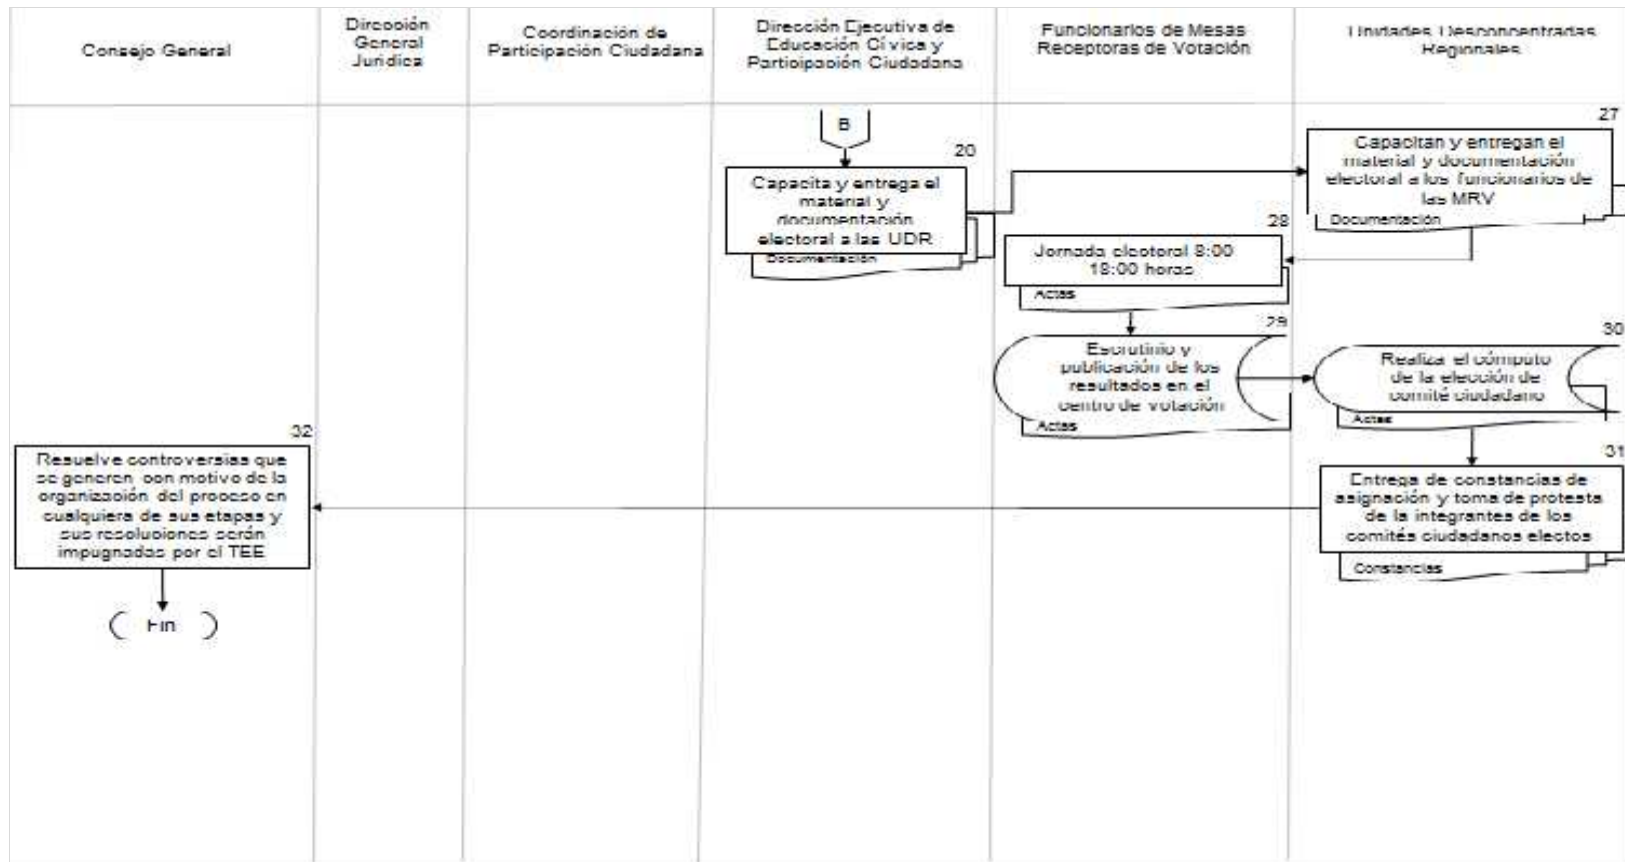 Consejo General
Dirección
General
Jurídica
Coordinación de
Participación Ciudadana
Dirección Ejecutiva de
Educación Cívica y
Participación Ciudadana
Funcionarios de Mesas
Receptoras de Votación
Unidades Desconcentradas
Regionales
B
20
Capacita y entrega el
material y
documentación
electoral a las UDR
Documentación
27
Capacitan y entregan el
material y documentación
electoral a los funcionarios de
las MRV
Documentación
28
Jornada electoral 8:00
18:00 horas
Actas
29
Escrutinio y
publicación de los
resultados en el
centro de votación
Actas
30
Realiza el cómputo
de la elección de
comité ciudadano
Actas
31
Entrega de constancias de
asignación y toma de protesta
de la integrantes de los
comités ciudadanos electos
Constancias
32
Resuelve controversias que
se generen con motivo de la
organización del proceso en
cualquiera de sus etapas y
sus resoluciones serán
impugnadas por el TEE
Fin